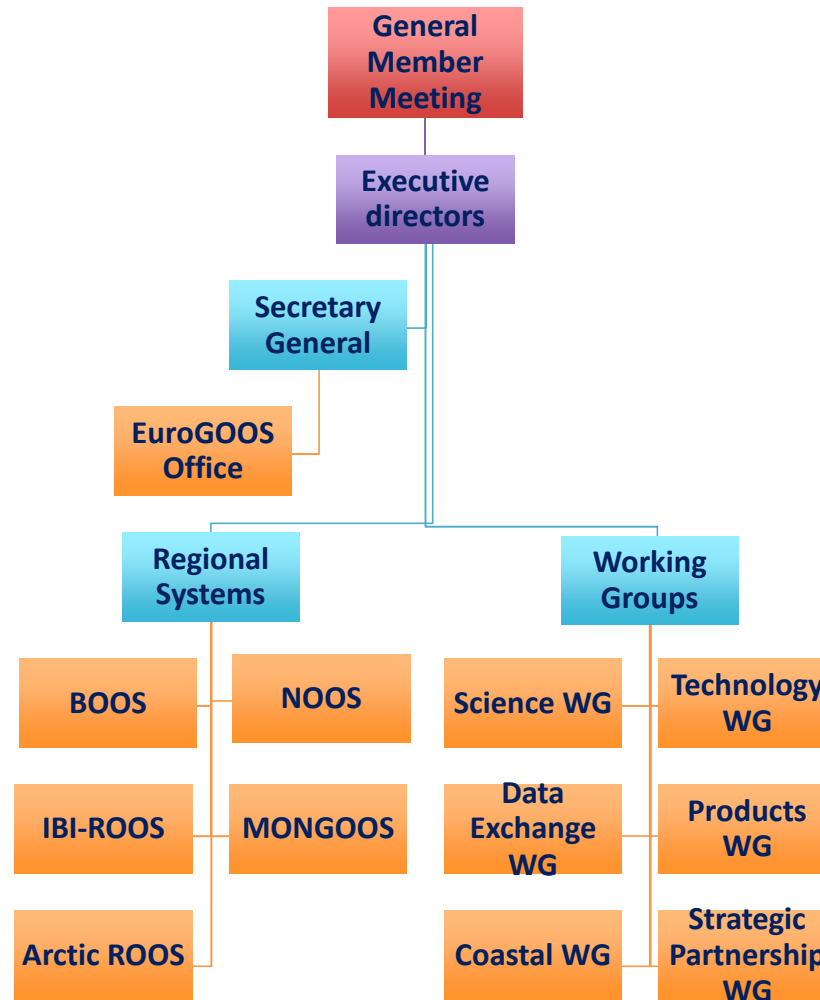 General
Member
Meeting
Executive
directors
Secretary
General
EuroGOOS
Office
Regional
Systems
Working
Groups
BOOS
NOOS
Science WG
Technology
WG
IBI-ROOS
MONGOOS
Data
Exchange
WG
Products
WG
Arctic ROOS
Coastal WG
Strategic
Partnership
WG